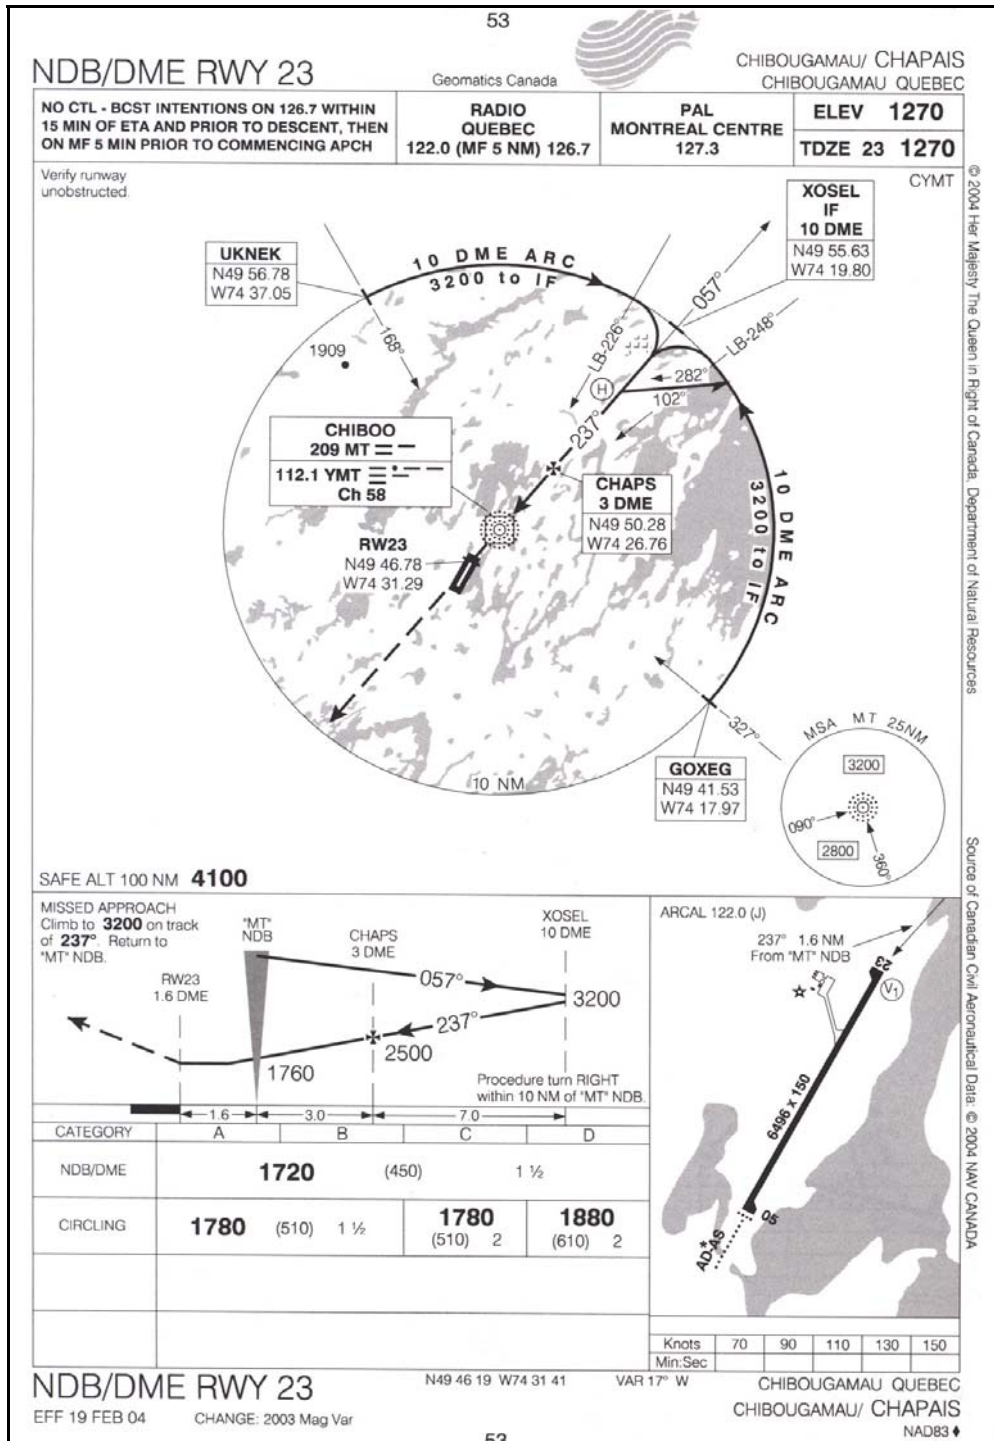 53
NDB/DME RWY 23
Geomatics Canada
CHIBOUGAMAU/ CHAPAIS
CHIBOUGAMAU QUEBEC
NO CTL - BCST INTENTIONS ON 126.7 WITHIN
15 MIN OF ETA AND PRIOR TO DESCENT, THEN
ON MF 5 MIN PRIOR TO COMMENCING APCH
RADIO
QUEBEC
122.0 (MF 5 NM) 126.7
PAL
MONTREAL CENTRE
127.3
ELEV 1270
TDZE 23 1270
Verify runway
unobstructed.
CYMT
XOSEL
IF
10 DME
N49 55.63
W74 19.80
UKNEK
N49 56.78
W74 37.05
10 DME ARC
3200 to IF
057°
LB-226°
LB-248°
168°
1909
282°
102°
H
237°
CHIBOO
209 MT
112.1 YMT
Ch 58
CHAPS
3 DME
N49 50.28
W74 26.76
10 DME ARC
3200 to IF
RW23
N49 46.78
W74 31.29
327°
GOXEG
N49 41.53
W74 17.97
10 NM
MSA MT 25NM
3200
090°
2800
360°
SAFE ALT 100 NM 4100
MISSED APPROACH
Climb to 3200 on track
of 237°. Return to
"MT" NDB.
"MT"
NDB
CHAPS
3 DME
XOSEL
10 DME
RW23
1.6 DME
057°
3200
237°
2500
1760
Procedure turn RIGHT
within 10 NM of "MT" NDB.
1.6
3.0
7.0
CATEGORY A B C D
NDB/DME 1720 (450) 1 ½
CIRCLING 1780 (510) 1 ½ 1780 (510) 2 1880 (610) 2
ARCAL 122.0 (J)
237° 1.6 NM
From "MT" NDB
23
V1
6496 x 150
05
AD-AS
Knots 70 90 110 130 150
Min:Sec
NDB/DME RWY 23
N49 46 19 W74 31 41
VAR 17° W
CHIBOUGAMAU QUEBEC
CHIBOUGAMAU/ CHAPAIS
EFF 19 FEB 04
CHANGE: 2003 Mag Var
NAD83
53
© 2004 Her Majesty The Queen in Right of Canada, Department of Natural Resources
Source of Canadian Civil Aeronautical Data: © 2004 NAV CANADA